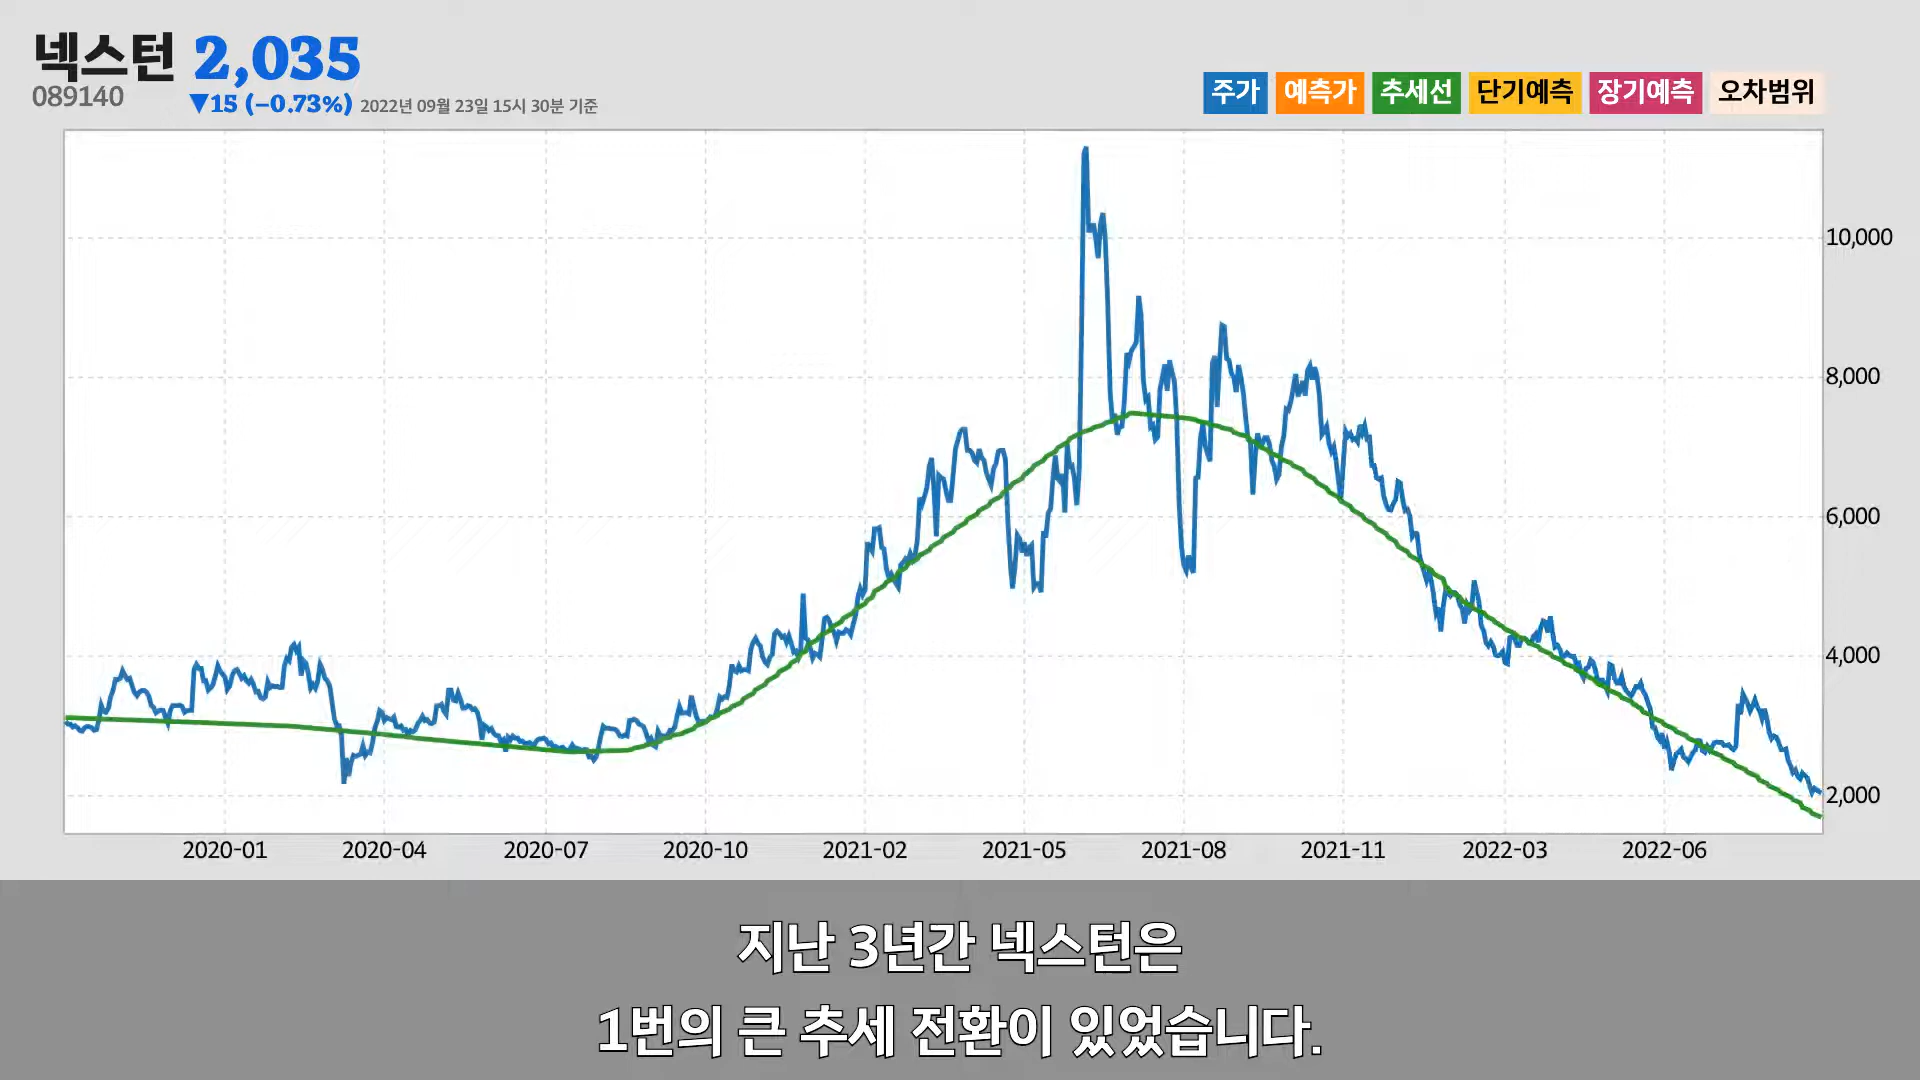 넥스턴 2,035
089140
▼15 (−0.73%) 2022년 09월 23일 15시 30분 기준
주가 예측가 추세선 단기예측 장기예측 오차범위
10,000
8,000
6,000
4,000
2,000
2020-01 2020-04 2020-07 2020-10 2021-02 2021-05 2021-08 2021-11 2022-03 2022-06
지난 3년간 넥스턴은
1번의 큰 추세 전환이 있었습니다.